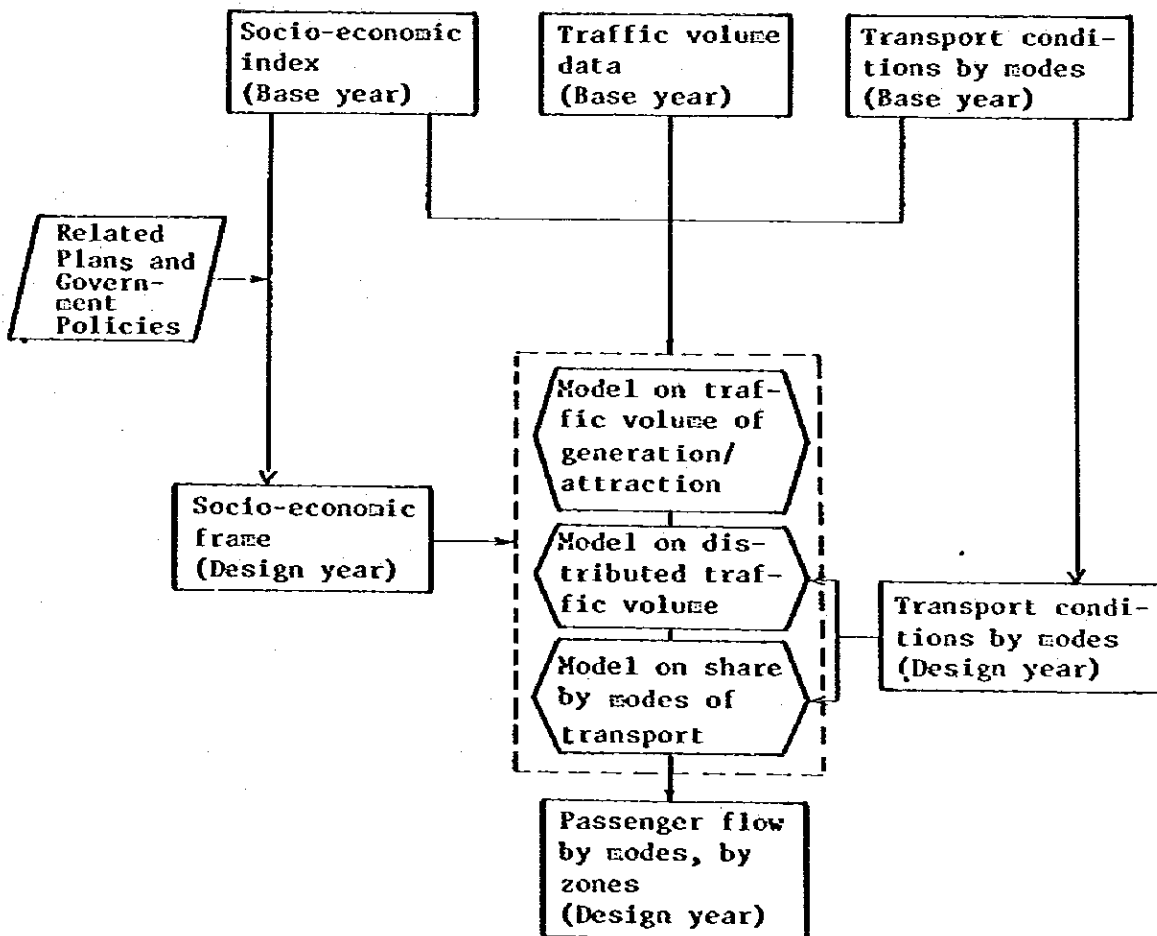 Socio-economic
index
(Base year)
Traffic volume
data
(Base year)
Transport condi-
tions by modes
(Base year)
Related
Plans and
Govern-
ment
Policies
Model on traf-
fic volume of
generation/
attraction
Socio-economic
frame
(Design year)
Model on dis-
tributed traf-
fic volume
Transport condi-
tions by modes
(Design year)
Model on share
by modes of
transport
Passenger flow
by modes, by
zones
(Design year)